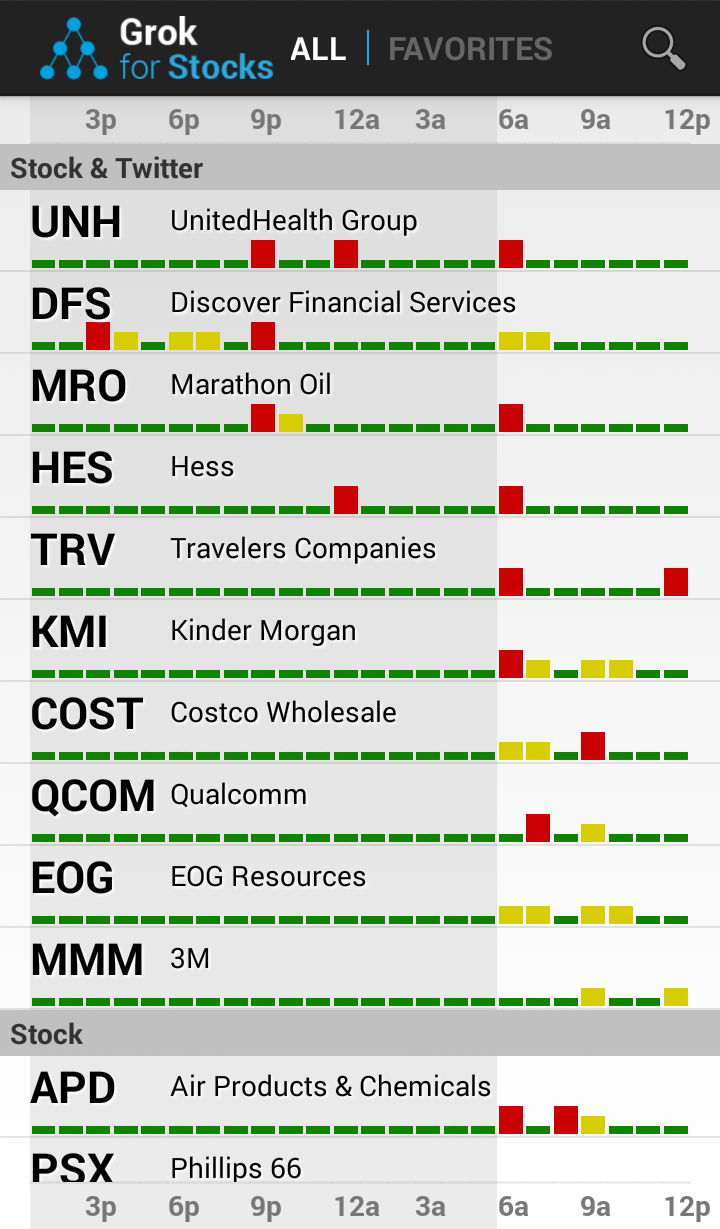 Grok
for Stocks
ALL | FAVORITES
3p 6p 9p 12a 3a 6a 9a 12p
Stock & Twitter
UNH UnitedHealth Group
DFS Discover Financial Services
MRO Marathon Oil
HES Hess
TRV Travelers Companies
KMI Kinder Morgan
COST Costco Wholesale
QCOM Qualcomm
EOG EOG Resources
MMM 3M
Stock
APD Air Products & Chemicals
PSX Phillips 66
3p 6p 9p 12a 3a 6a 9a 12p